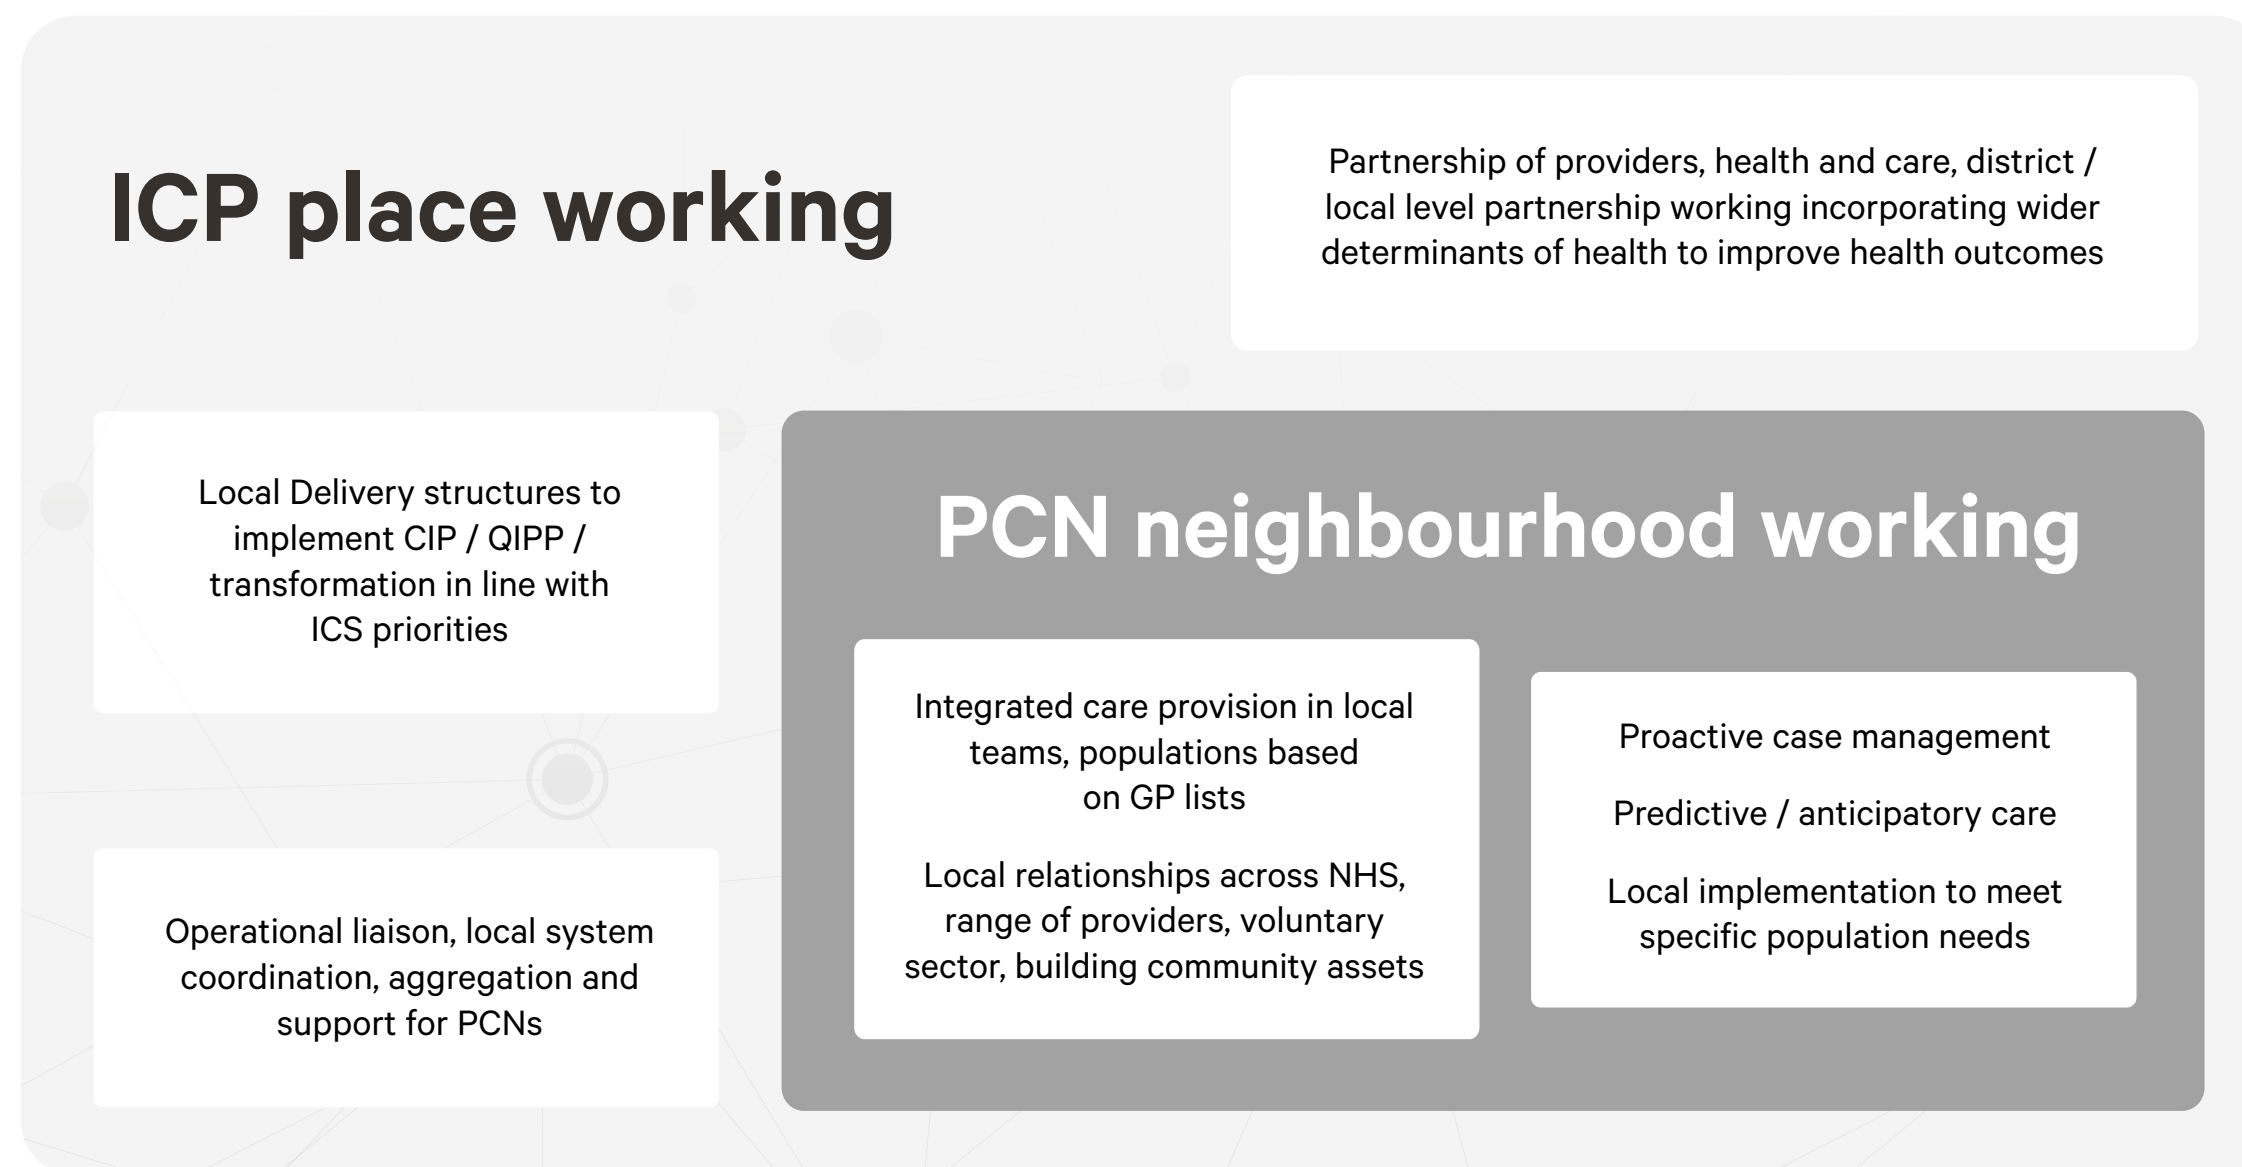 ICP place working
Partnership of providers, health and care, district /
local level partnership working incorporating wider
determinants of health to improve health outcomes
Local Delivery structures to
implement CIP / QIPP /
transformation in line with
ICS priorities
Operational liaison, local system
coordination, aggregation and
support for PCNs
PCN neighbourhood working
Integrated care provision in local
teams, populations based
on GP lists
Local relationships across NHS,
range of providers, voluntary
sector, building community assets
Proactive case management
Predictive / anticipatory care
Local implementation to meet
specific population needs